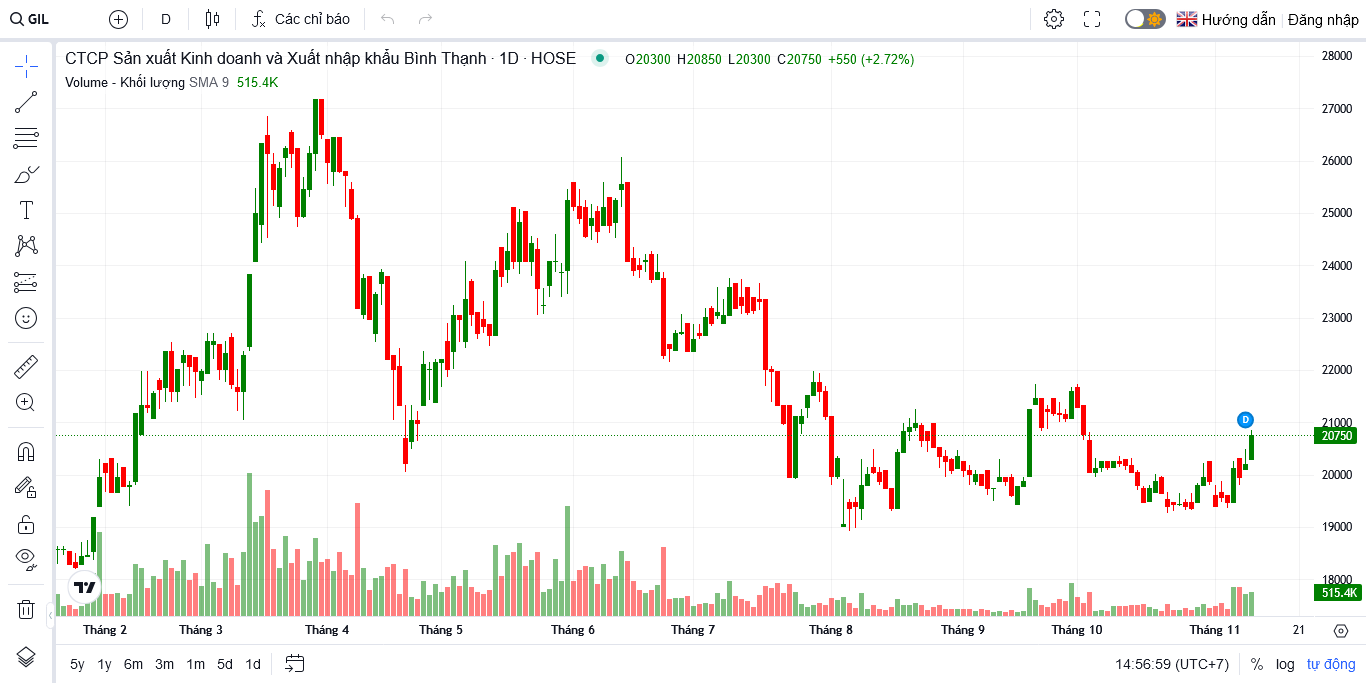 GIL D Các chỉ báo Hướng dẫn Đăng nhập
CTCP Sản xuất Kinh doanh và Xuất nhập khẩu Bình Thạnh · 1D · HOSE O20300 H20850 L20300 C20750 +550 (+2.72%)
Volume - Khối lượng SMA 9 515.4K
28000
27000
26000
25000
24000
23000
22000
21000
D
20750
20000
19000
18000
515.4K
Tháng 2 Tháng 3 Tháng 4 Tháng 5 Tháng 6 Tháng 7 Tháng 8 Tháng 9 Tháng 10 Tháng 11 21
5y 1y 6m 3m 1m 5d 1d 14:56:59 (UTC+7) % log tự động